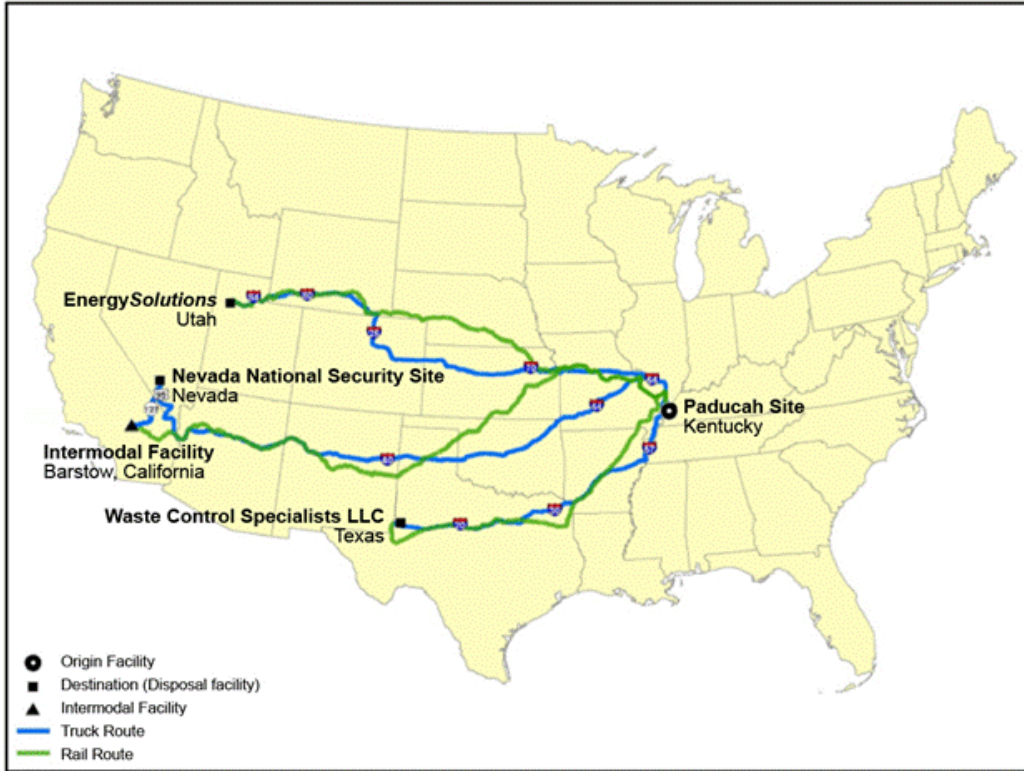 EnergySolutions
Utah
Nevada National Security Site
Nevada
Paducah Site
Kentucky
Intermodal Facility
Barstow, California
Waste Control Specialists LLC
Texas
Origin Facility
Destination (Disposal facility)
Intermodal Facility
Truck Route
Rail Route